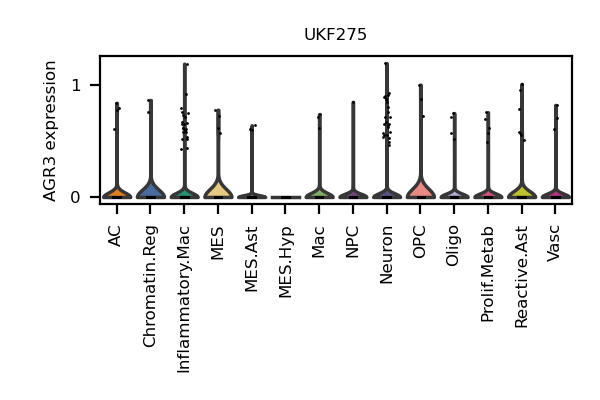 UKF275
AGR3 expression
1
0
AC
Chromatin.Reg
Inflammatory.Mac
MES
MES.Ast
MES.Hyp
Mac
NPC
Neuron
OPC
Oligo
Prolif.Metab
Reactive.Ast
Vasc